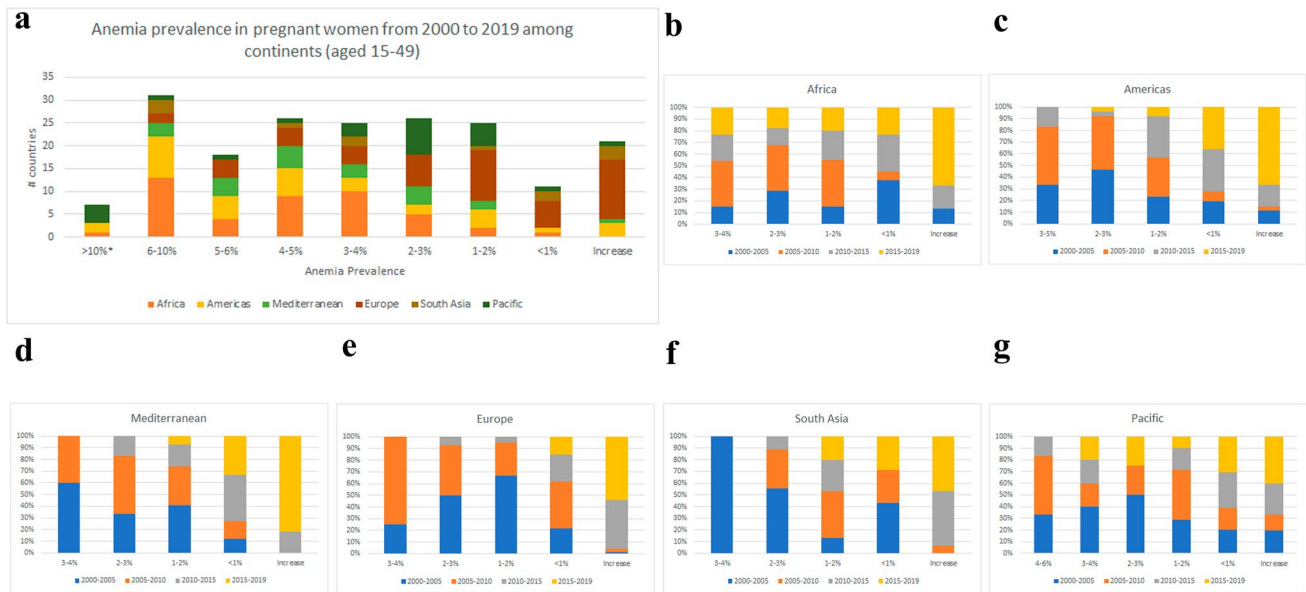 a
Anemia prevalence in pregnant women from 2000 to 2019 among
continents (aged 15-49)
35
30
25
20
15
10
5
0
# countries
>10%* 6-10% 5-6% 4-5% 3-4% 2-3% 1-2% <1% Increase
Anemia Prevalence
Africa Americas Mediterranean Europe South Asia Pacific
b
Africa
100%
90%
80%
70%
60%
50%
40%
30%
20%
10%
0%
3-4% 2-3% 1-2% <1% Increase
2000-2005 2005-2010 2010-2015 2015-2019
c
Americas
100%
90%
80%
70%
60%
50%
40%
30%
20%
10%
0%
3-5% 2-3% 1-2% <1% Increase
2000-2005 2005-2010 2010-2015 2015-2019
d
Mediterranean
100%
90%
80%
70%
60%
50%
40%
30%
20%
10%
0%
3-4% 2-3% 1-2% <1% Increase
2000-2005 2005-2010 2010-2015 2015-2019
e
Europe
100%
90%
80%
70%
60%
50%
40%
30%
20%
10%
0%
3-4% 2-3% 1-2% <1% Increase
2000-2005 2005-2010 2010-2015 2015-2019
f
South Asia
100%
90%
80%
70%
60%
50%
40%
30%
20%
10%
0%
3-4% 2-3% 1-2% <1% Increase
2000-2005 2005-2010 2010-2015 2015-2019
g
Pacific
100%
90%
80%
70%
60%
50%
40%
30%
20%
10%
0%
4-6% 3-4% 2-3% 1-2% <1% Increase
2000-2005 2005-2010 2010-2015 2015-2019